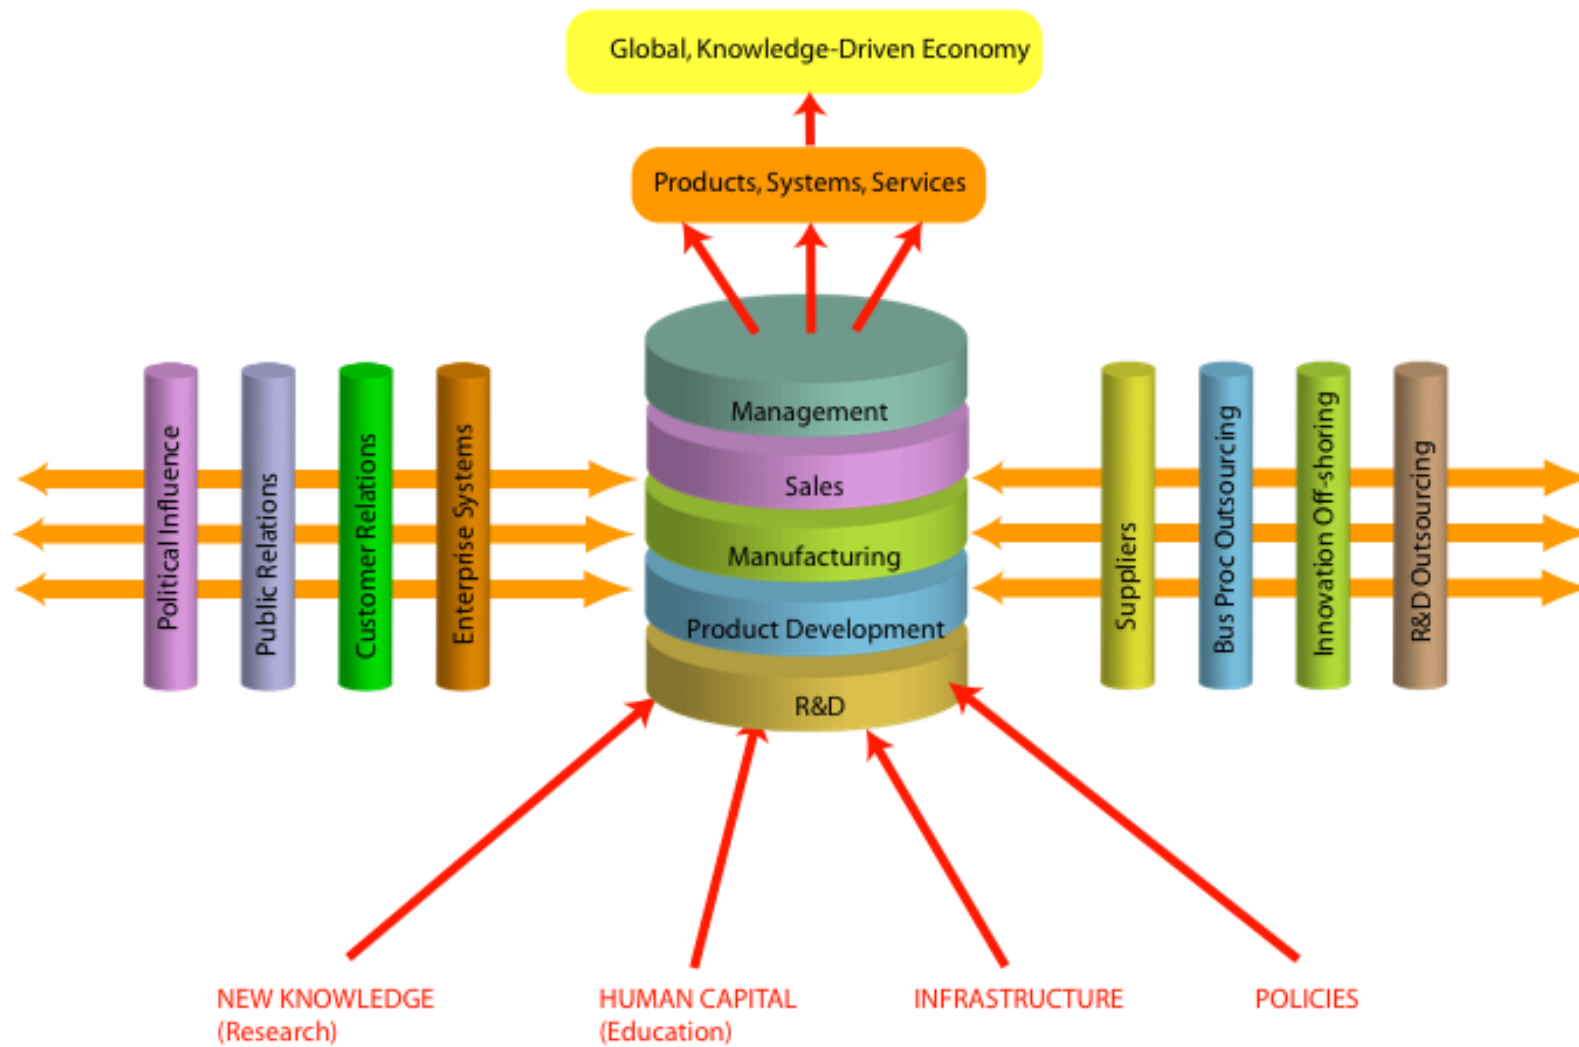 Global, Knowledge-Driven Economy
Products, Systems, Services
Political Influence
Public Relations
Customer Relations
Enterprise Systems
Management
Sales
Manufacturing
Product Development
R&D
Suppliers
Bus Proc Outsourcing
Innovation Off-shoring
R&D Outsourcing
NEW KNOWLEDGE
(Research)
HUMAN CAPITAL
(Education)
INFRASTRUCTURE
POLICIES